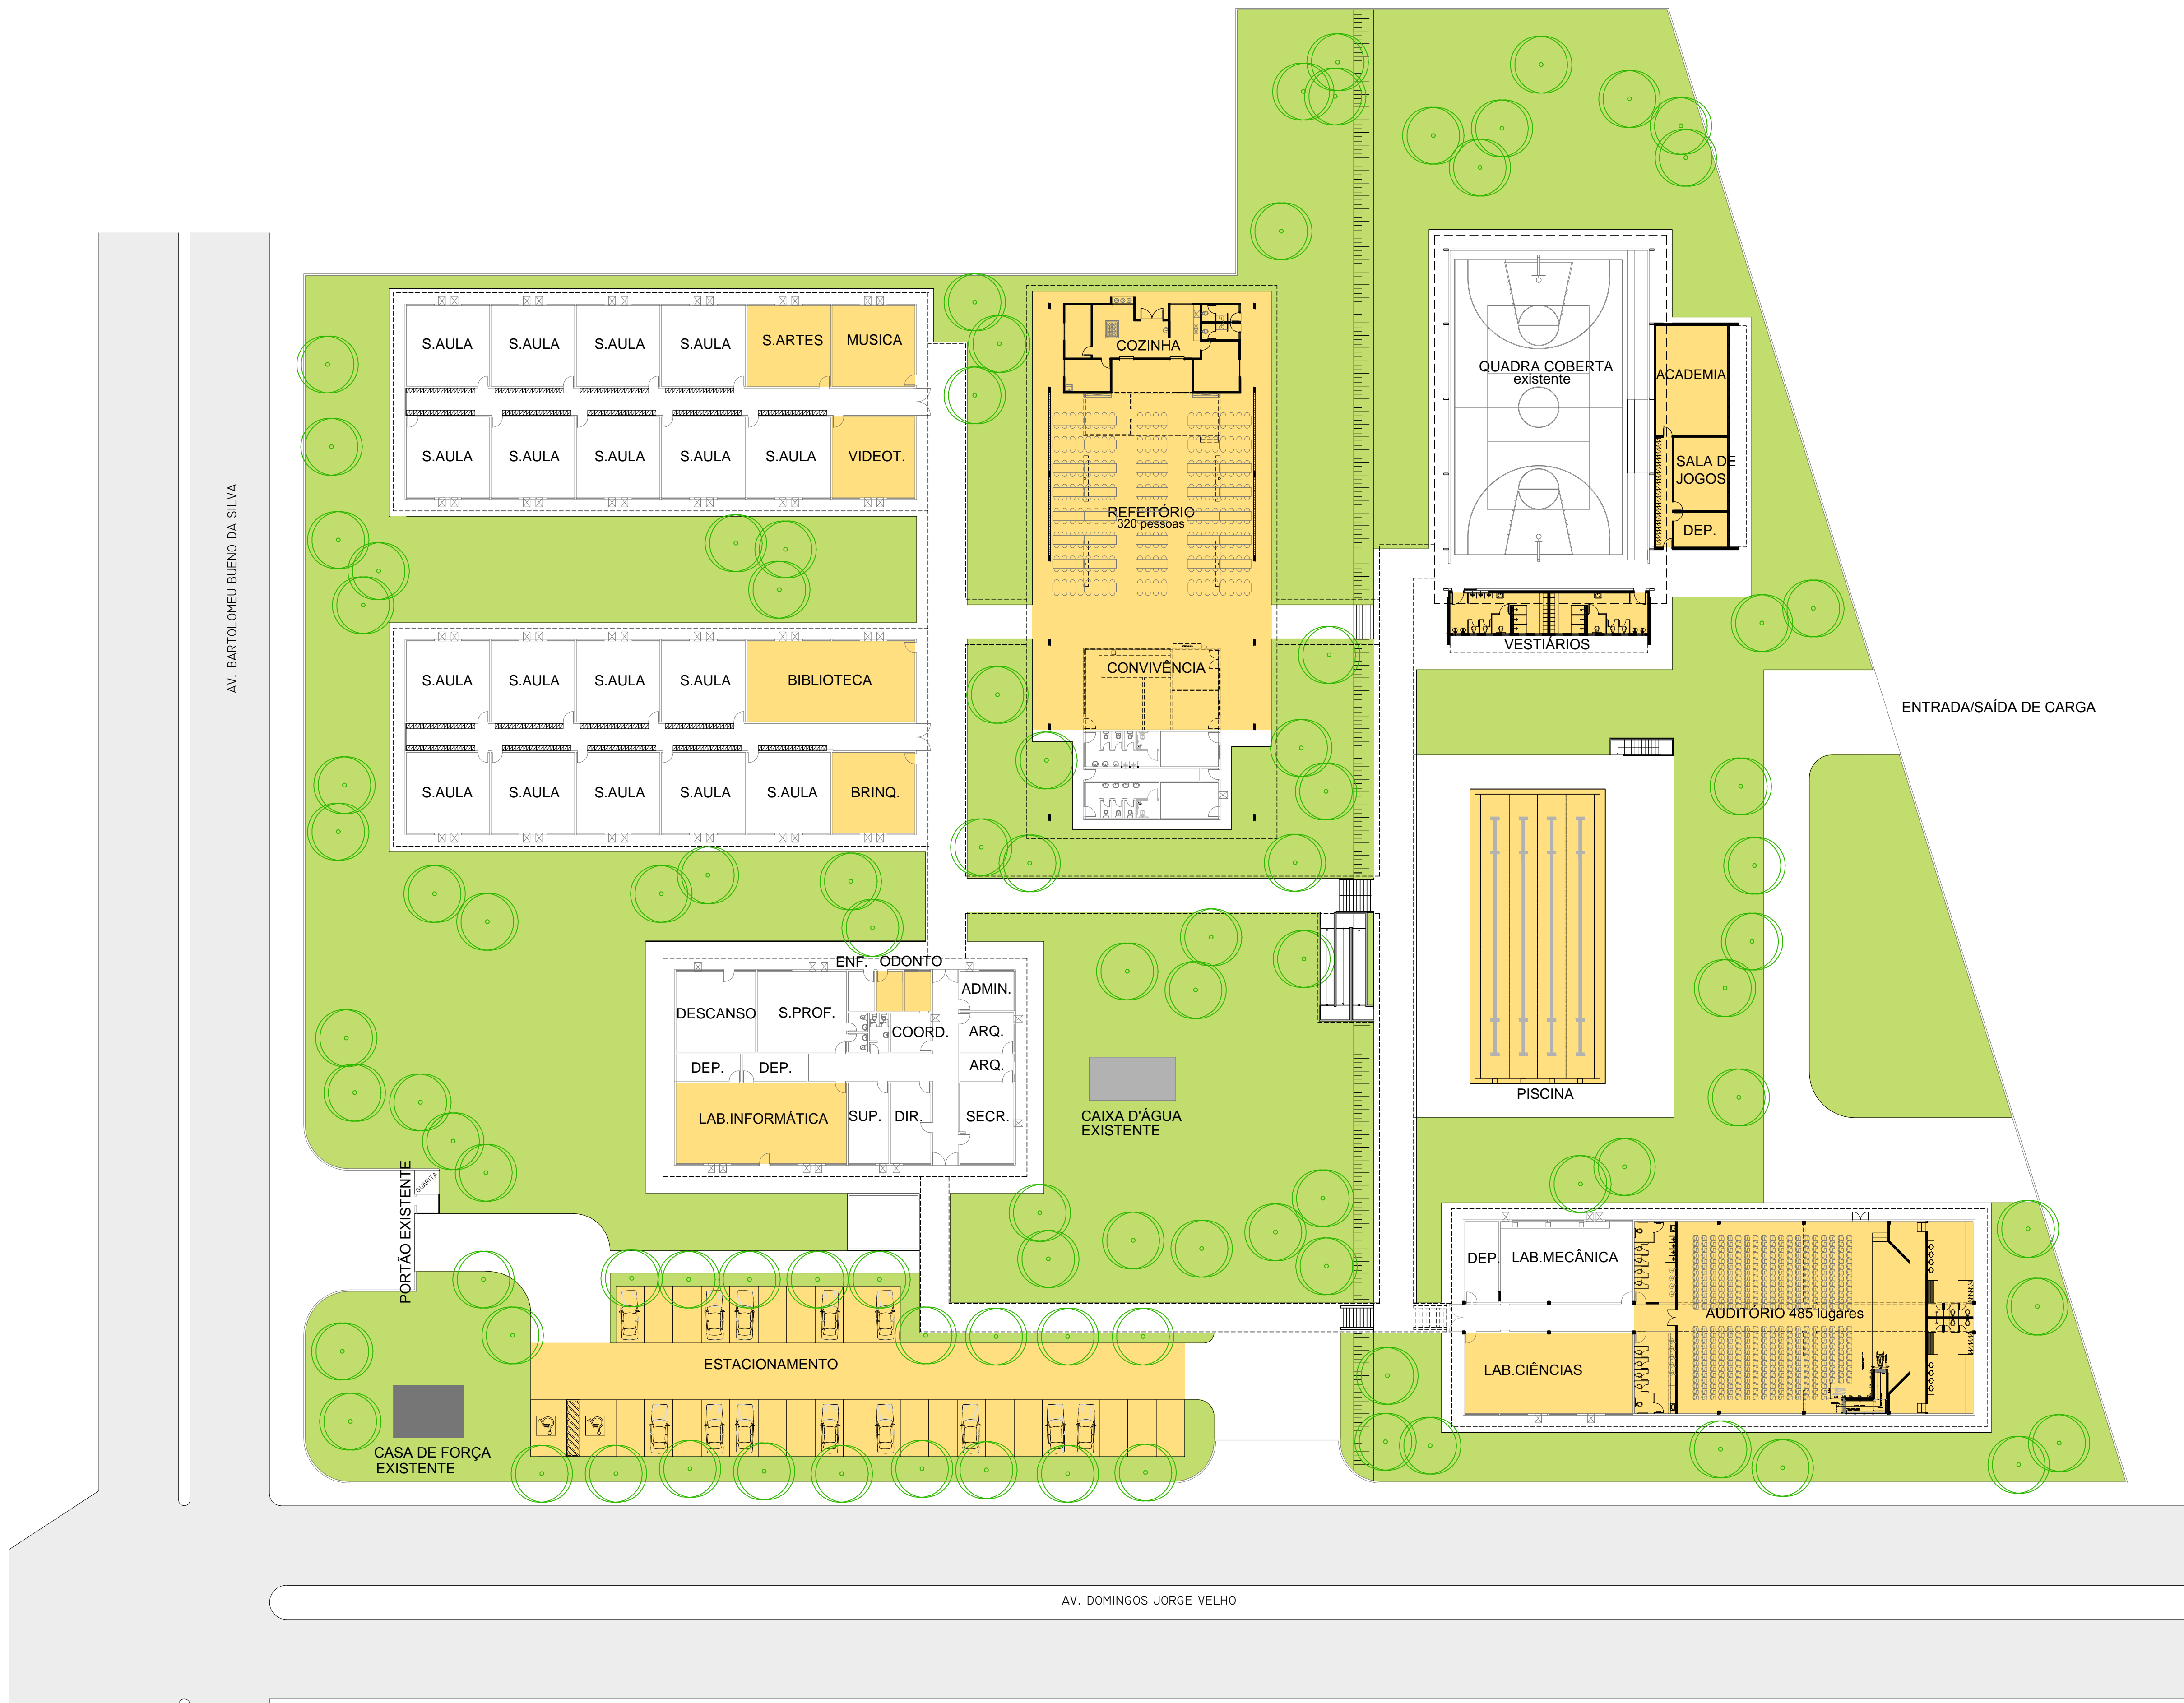 AV. BARTOLOMEU BUENO DA SILVA
S.AULA
S.AULA
S.AULA
S.AULA
S.ARTES
MUSICA
S.AULA
S.AULA
S.AULA
S.AULA
S.AULA
VIDEOT.
S.AULA
S.AULA
S.AULA
S.AULA
BIBLIOTECA
S.AULA
S.AULA
S.AULA
S.AULA
S.AULA
BRINQ.
COZINHA
REFEITÓRIO
320 pessoas
CONVIVÊNCIA
QUADRA COBERTA
existente
ACADEMIA
SALA DE
JOGOS
DEP.
VESTIÁRIOS
ENTRADA/SAÍDA DE CARGA
PISCINA
ENF.
ODONTO
DESCANSO
S.PROF.
COORD.
ADMIN.
ARQ.
ARQ.
DEP.
DEP.
LAB.INFORMÁTICA
SUP.
DIR.
SECR.
CAIXA D'ÁGUA
EXISTENTE
PORTÃO EXISTENTE
GUARITA
DEP.
LAB.MECÂNICA
AUDITÓRIO 485 lugares
LAB.CIÊNCIAS
ESTACIONAMENTO
CASA DE FORÇA
EXISTENTE
AV. DOMINGOS JORGE VELHO